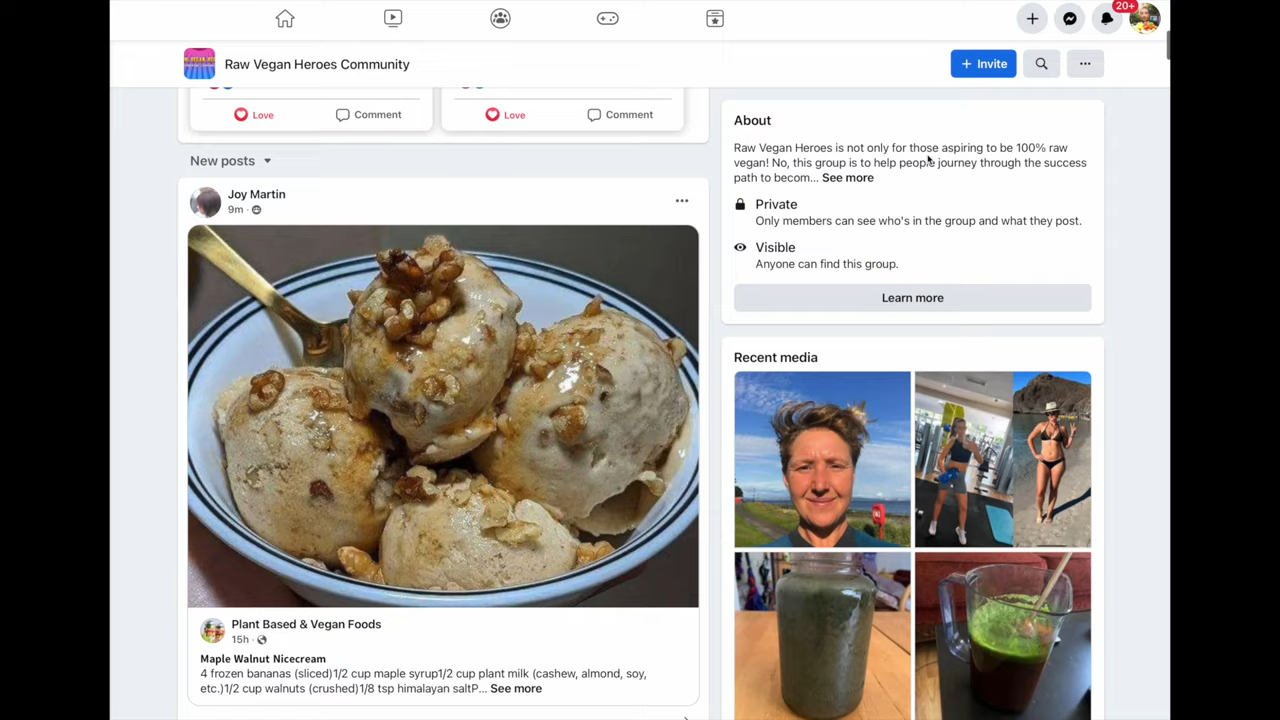 20+
Raw Vegan Heroes Community
+ Invite
Love
Comment
Love
Comment
New posts
Joy Martin
9m
Plant Based & Vegan Foods
15h
Maple Walnut Nicecream
4 frozen bananas (sliced)1/2 cup maple syrup1/2 cup plant milk (cashew, almond, soy,
etc.)1/2 cup walnuts (crushed)1/8 tsp himalayan saltP... See more
About
Raw Vegan Heroes is not only for those aspiring to be 100% raw
vegan! No, this group is to help people journey through the success
path to becom... See more
Private
Only members can see who's in the group and what they post.
Visible
Anyone can find this group.
Learn more
Recent media